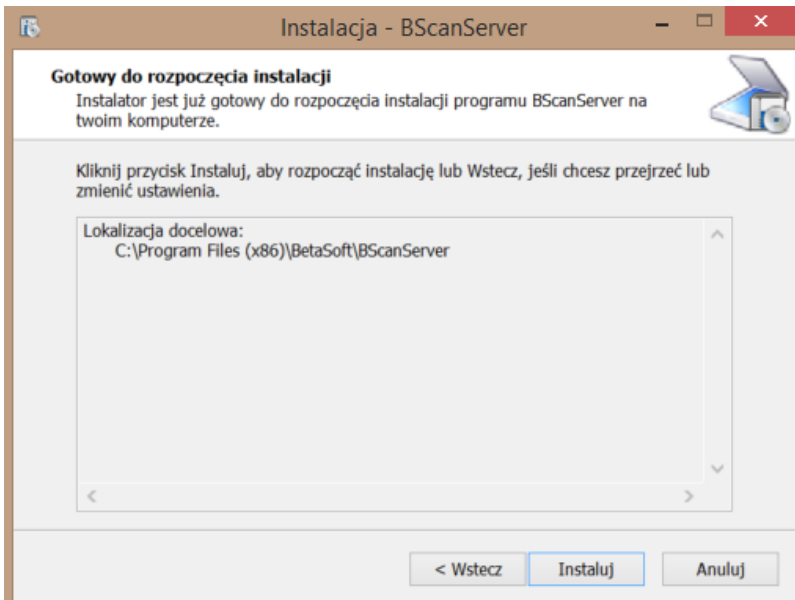 Instalacja - BScanServer
Gotowy do rozpoczęcia instalacji
Instalator jest już gotowy do rozpoczęcia instalacji programu BScanServer na
twoim komputerze.
Kliknij przycisk Instaluj, aby rozpocząć instalację lub Wstecz, jeśli chcesz przejrzeć lub
zmienić ustawienia.
Lokalizacja docelowa:
C:\Program Files (x86)\BetaSoft\BScanServer
< Wstecz
Instaluj
Anuluj